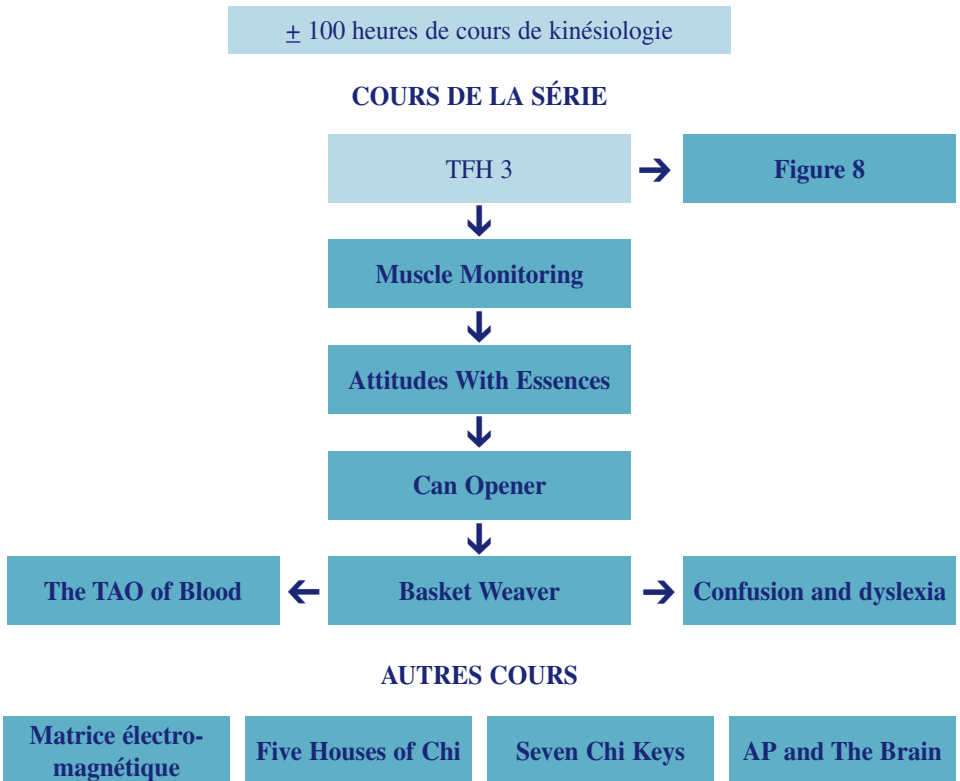 ± 100 heures de cours de kinésiologie
COURS DE LA SÉRIE
TFH 3
Figure 8
Muscle Monitoring
Attitudes With Essences
Can Opener
The TAO of Blood
Basket Weaver
Confusion and dyslexia
AUTRES COURS
Matrice électro-
magnétique
Five Houses of Chi
Seven Chi Keys
AP and The Brain